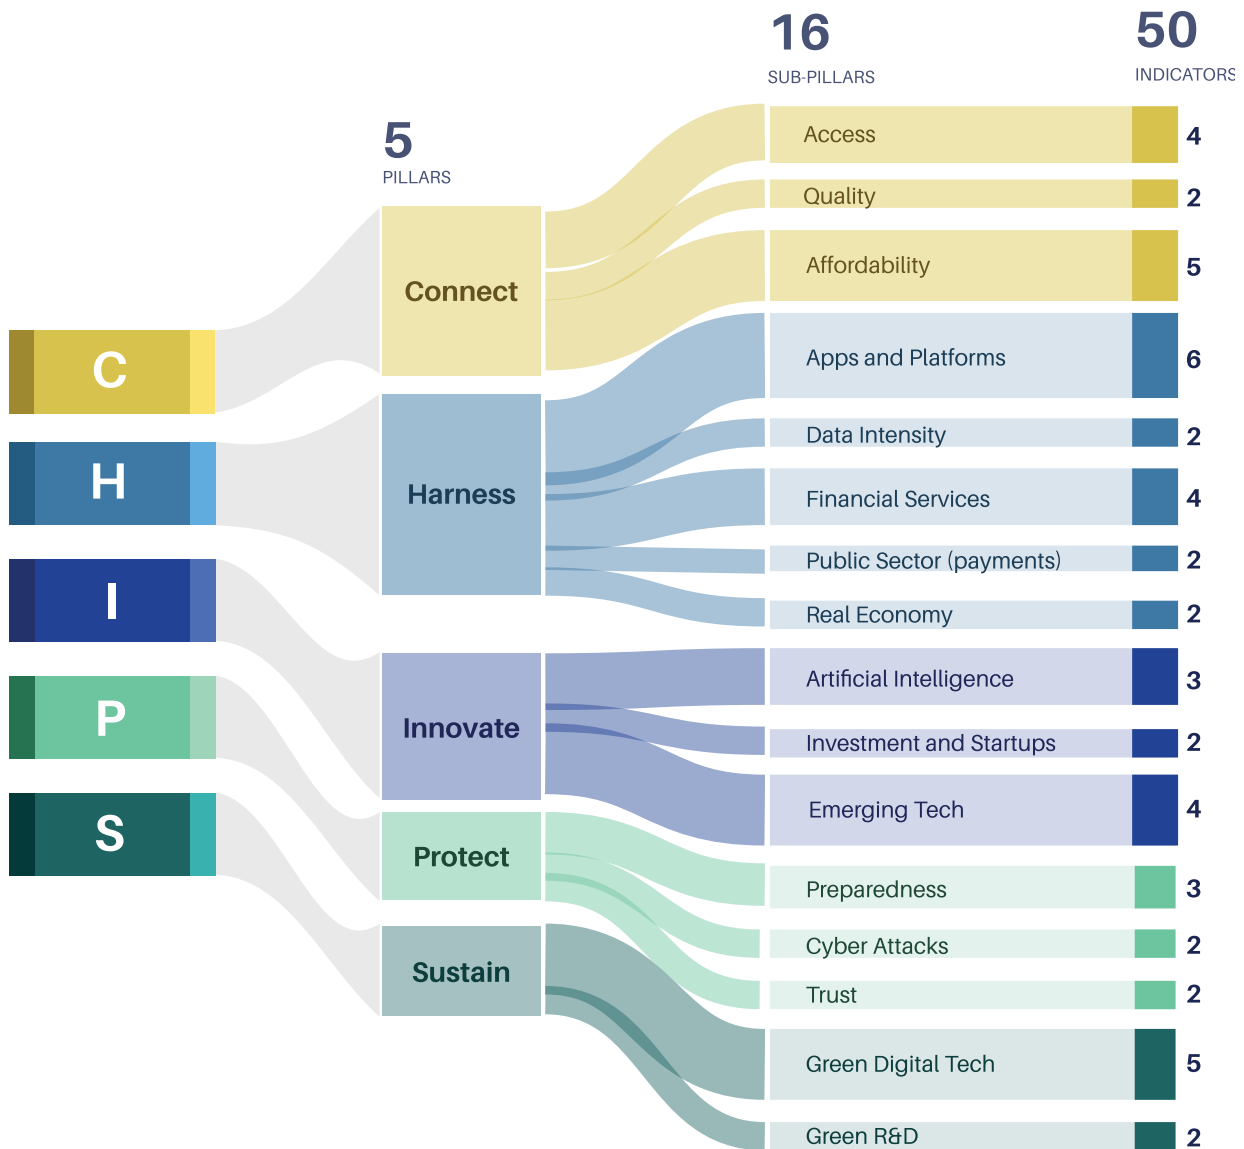 16
50
SUB-PILLARS
INDICATORS
5
PILLARS
Access
4
Quality
2
Affordability
5
Apps and Platforms
6
Data Intensity
2
Financial Services
4
Public Sector (payments)
2
Real Economy
2
Artificial Intelligence
3
Investment and Startups
2
Emerging Tech
4
Preparedness
3
Cyber Attacks
2
Trust
2
Green Digital Tech
5
Green R&D
2
Connect
Harness
Innovate
Protect
Sustain
C
H
I
P
S